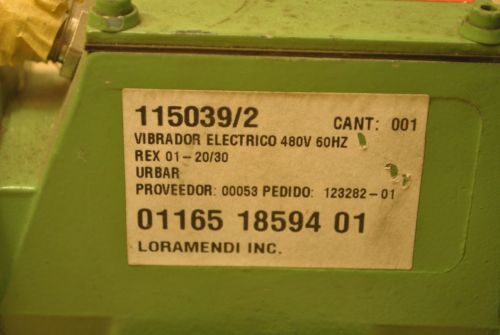 115039/2 CANT: 001
VIBRADOR ELECTRICO 480V 60HZ
REX 01-20/30
URBAR
PROVEEDOR: 00053 PEDIDO: 123282-01
01165 18594 01
LORAMENDI INC.